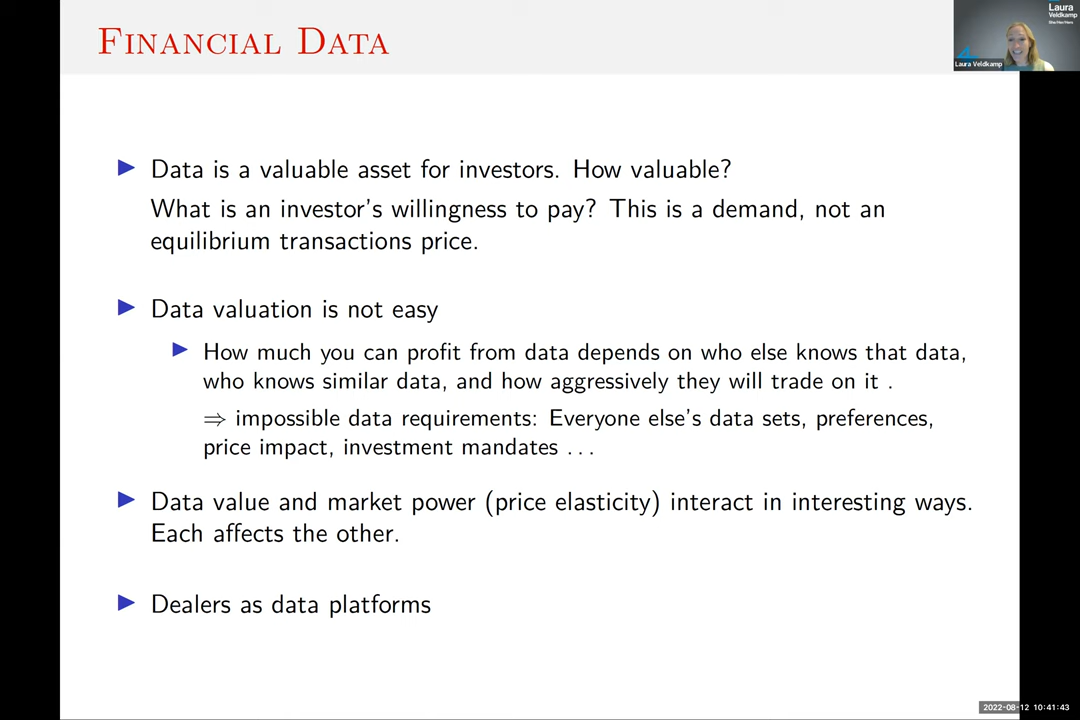 FINANCIAL DATA
Laura
Veldkamp
Laura Veldkamp
▶ Data is a valuable asset for investors. How valuable?
What is an investor's willingness to pay? This is a demand, not an
equilibrium transactions price.
▶ Data valuation is not easy
▶ How much you can profit from data depends on who else knows that data,
who knows similar data, and how aggressively they will trade on it .
⇒ impossible data requirements: Everyone else's data sets, preferences,
price impact, investment mandates . . .
▶ Data value and market power (price elasticity) interact in interesting ways.
Each affects the other.
▶ Dealers as data platforms
2022-08-12 10:41:43